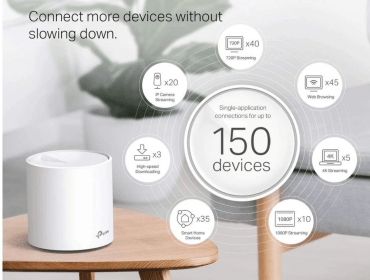 Connect more devices without
slowing down.
720P x40
720P Streaming
x20
IP Camera
Streaming
x45
Web Browsing
Single-application
connections for up to
150
devices
x3
High-speed
Downloading
4K x5
4K Streaming
x35
Smart Home
Devices
1080P x10
1080P Streaming
tp-link